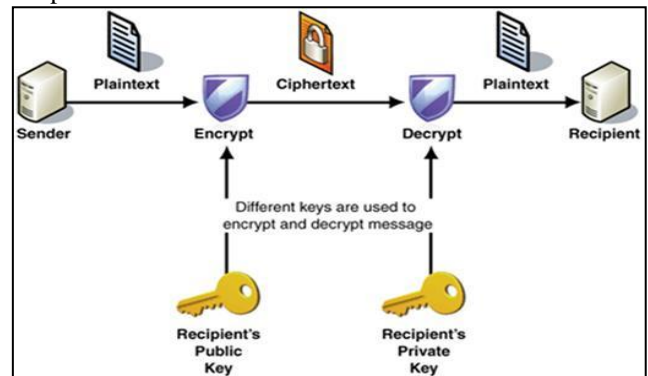 Plaintext
Ciphertext
Plaintext
Sender
Encrypt
Decrypt
Recipient
Different keys are used to
encrypt and decrypt message
Recipient's
Public
Key
Recipient's
Private
Key